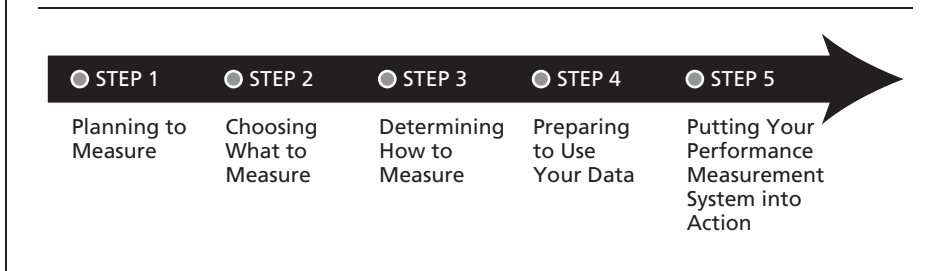 STEP 1 STEP 2 STEP 3 STEP 4 STEP 5
Planning to
Measure
Choosing
What to
Measure
Determining
How to
Measure
Preparing
to Use
Your Data
Putting Your
Performance
Measurement
System into
Action